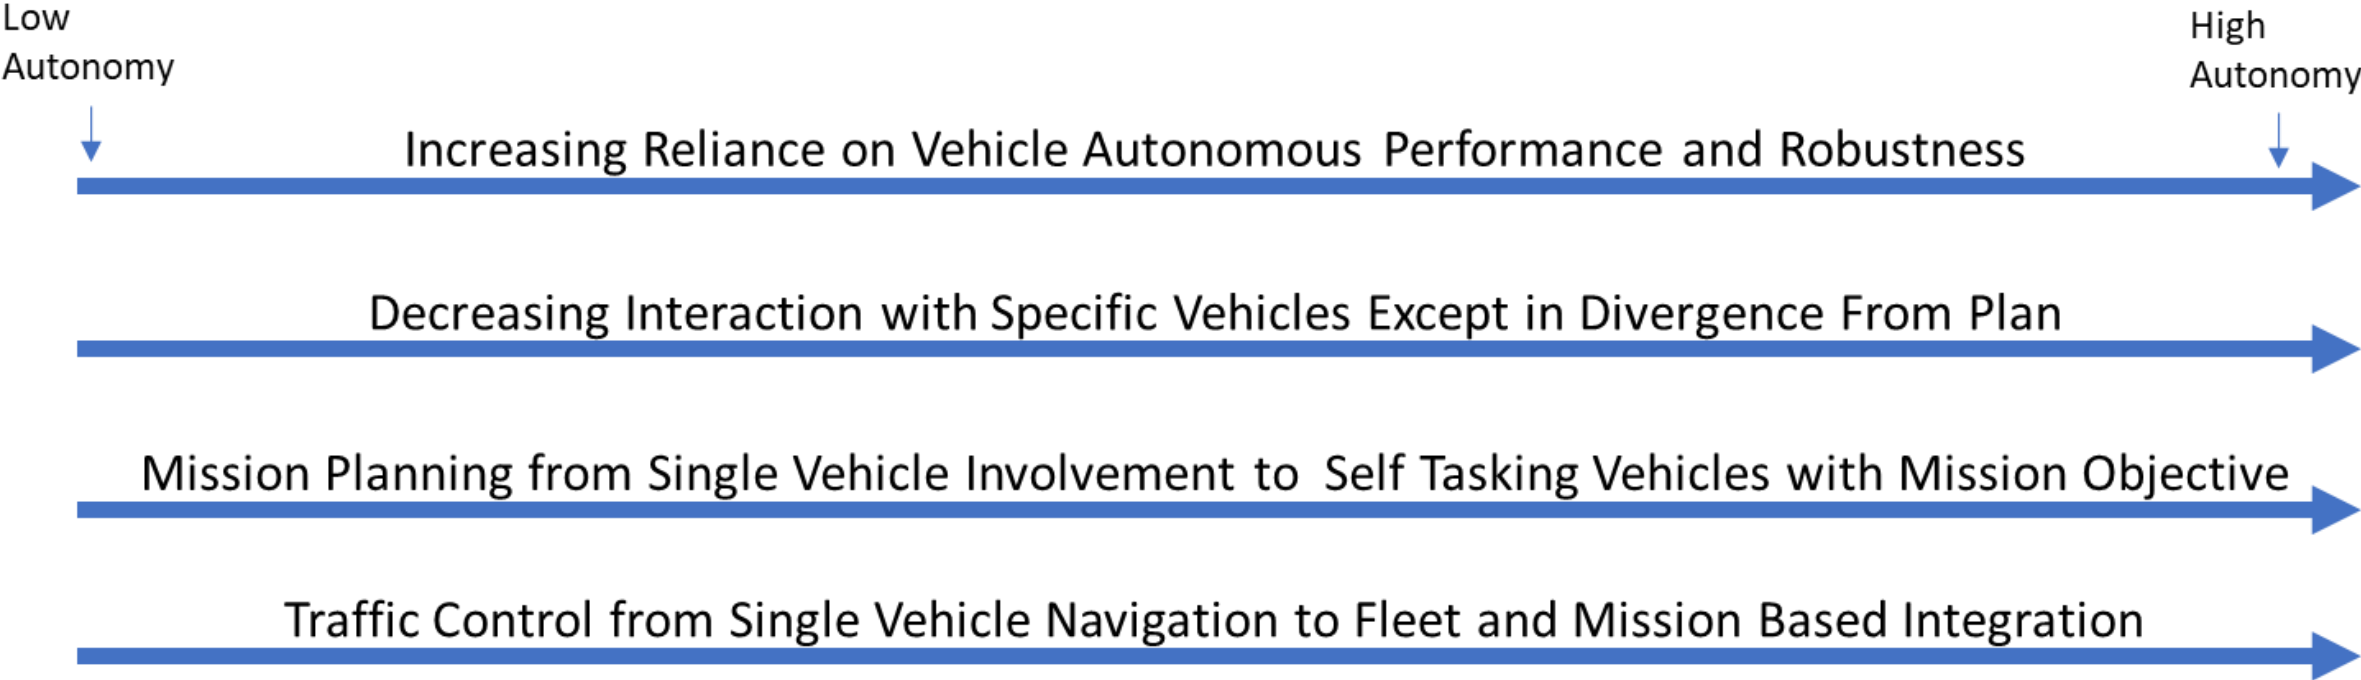 Low
Autonomy
High
Autonomy
Increasing Reliance on Vehicle Autonomous Performance and Robustness
Decreasing Interaction with Specific Vehicles Except in Divergence From Plan
Mission Planning from Single Vehicle Involvement to Self Tasking Vehicles with Mission Objective
Traffic Control from Single Vehicle Navigation to Fleet and Mission Based Integration